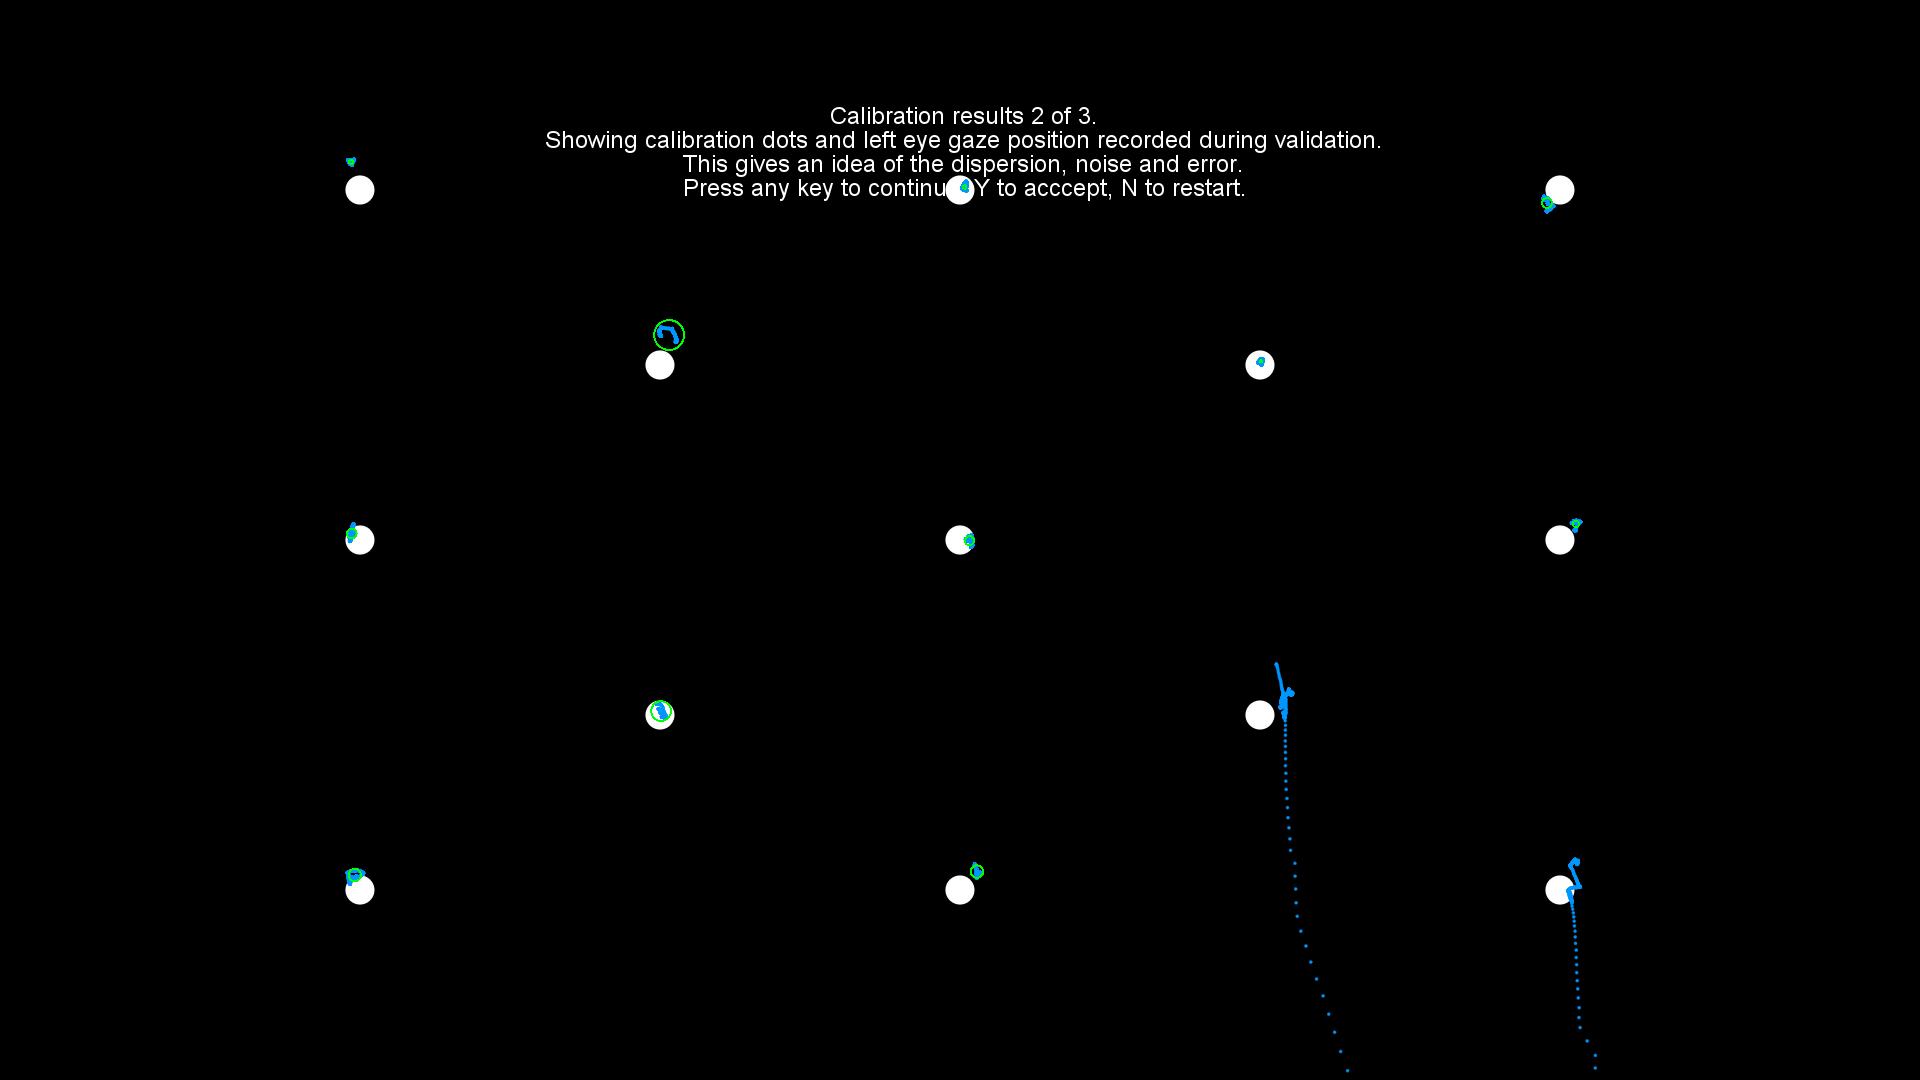 Calibration results 2 of 3.
Showing calibration dots and left eye gaze position recorded during validation.
This gives an idea of the dispersion, noise and error.
Press any key to continu Y to acccept, N to restart.